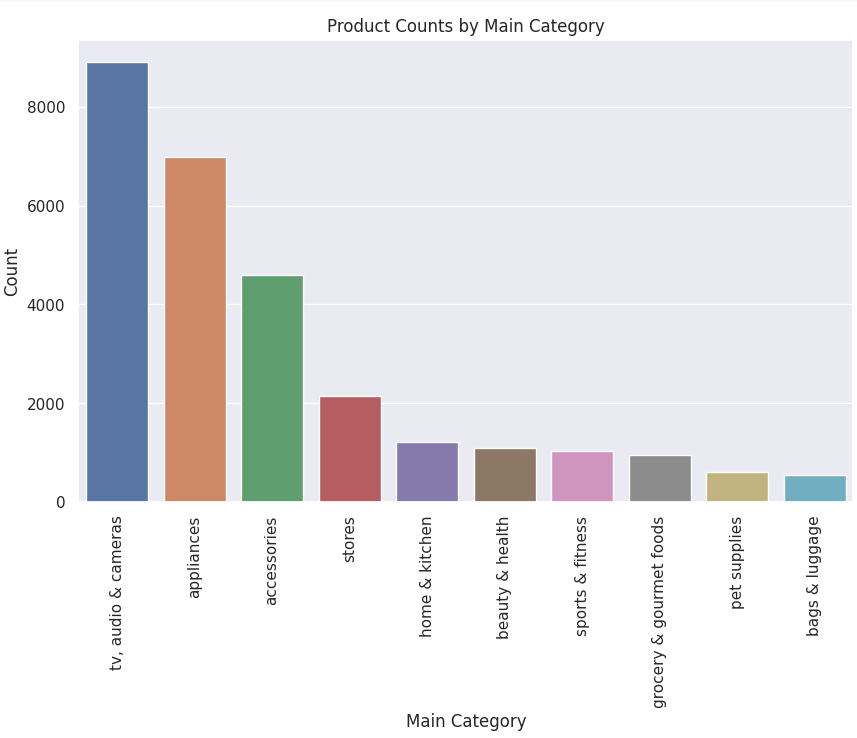 Product Counts by Main Category
Count
8000
6000
4000
2000
0
tv, audio & cameras
appliances
accessories
stores
home & kitchen
beauty & health
sports & fitness
grocery & gourmet foods
pet supplies
bags & luggage
Main Category